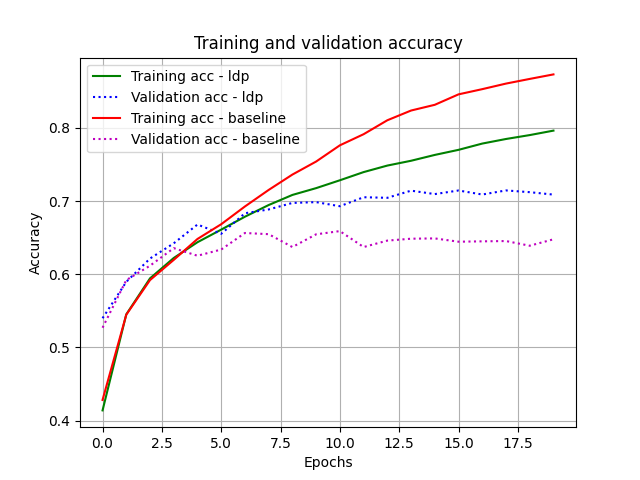 Training and validation accuracy
Training acc - ldp
Validation acc - ldp
Training acc - baseline
Validation acc - baseline
Accuracy
0.8
0.7
0.6
0.5
0.4
0.0 2.5 5.0 7.5 10.0 12.5 15.0 17.5
Epochs